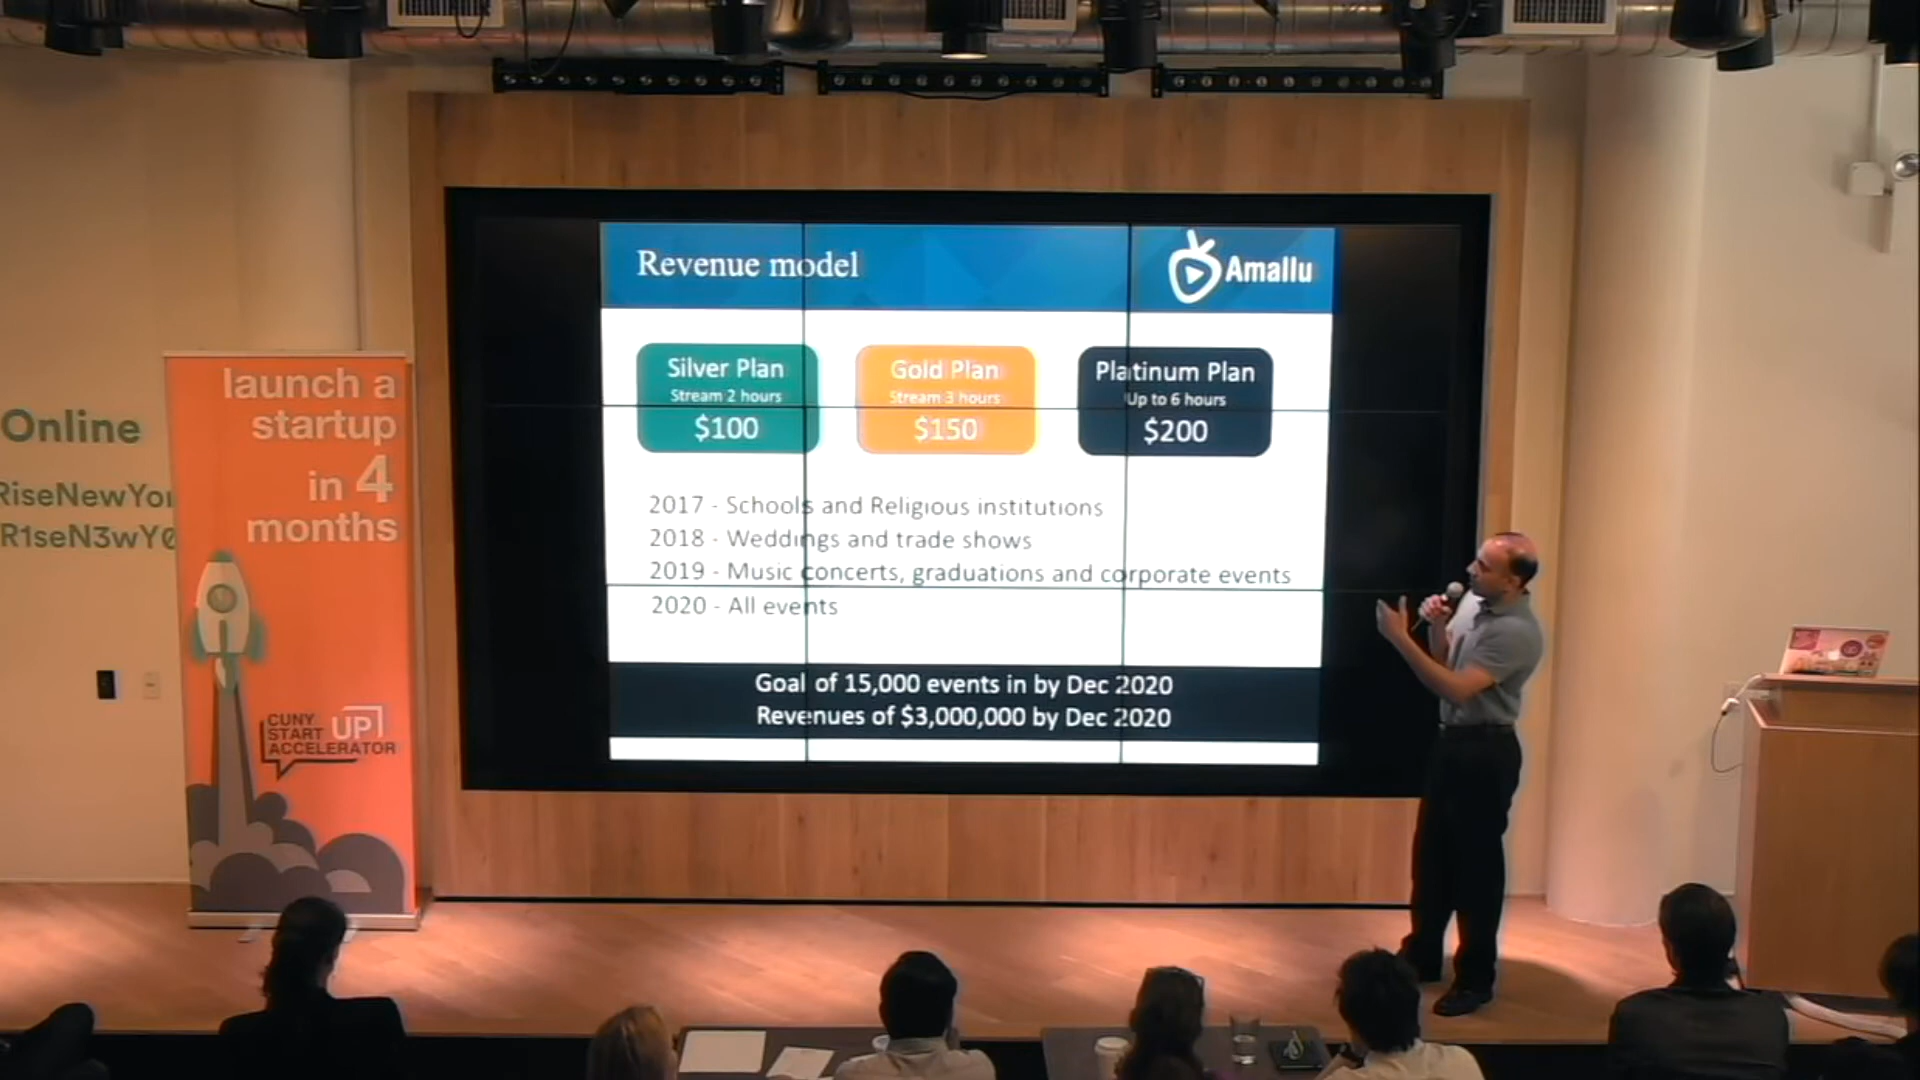 Online
RiseNewYor
R1seN3wY0
launch a
startup
in 4
months
CUNY
START UP
ACCELERATOR
Revenue model
Amallu
Silver Plan
Stream 2 hours
$100
Gold Plan
Stream 3 hours
$150
Platinum Plan
Up to 6 hours
$200
2017 - Schools and Religious institutions
2018 - Weddings and trade shows
2019 - Music concerts, graduations and corporate events
2020 - All events
Goal of 15,000 events in by Dec 2020
Revenues of $3,000,000 by Dec 2020